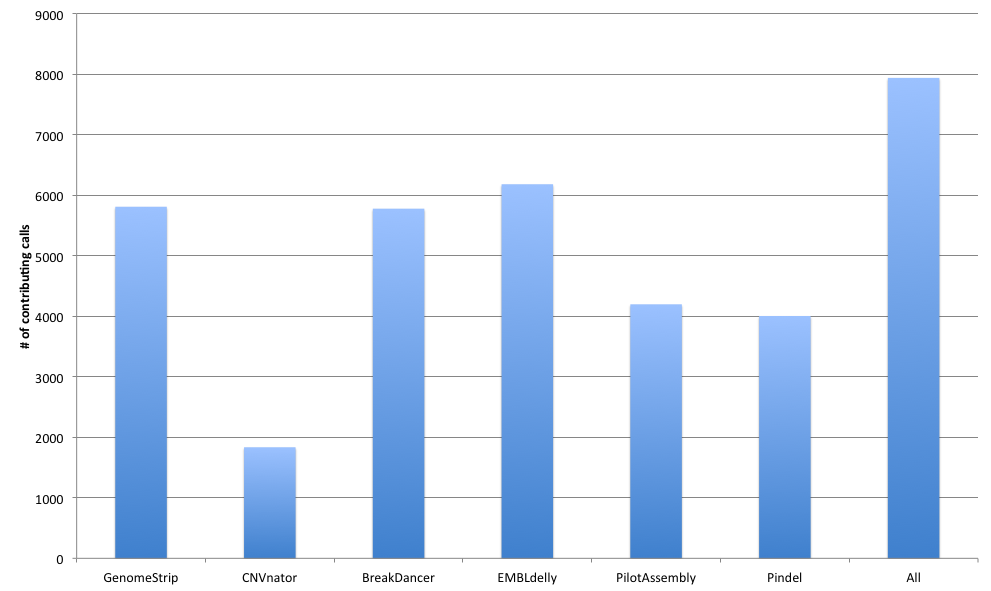 9000
8000
7000
6000
5000
4000
3000
2000
1000
0
# of contributing calls
GenomeStrip
CNVnator
BreakDancer
EMBLdelly
PilotAssembly
Pindel
All